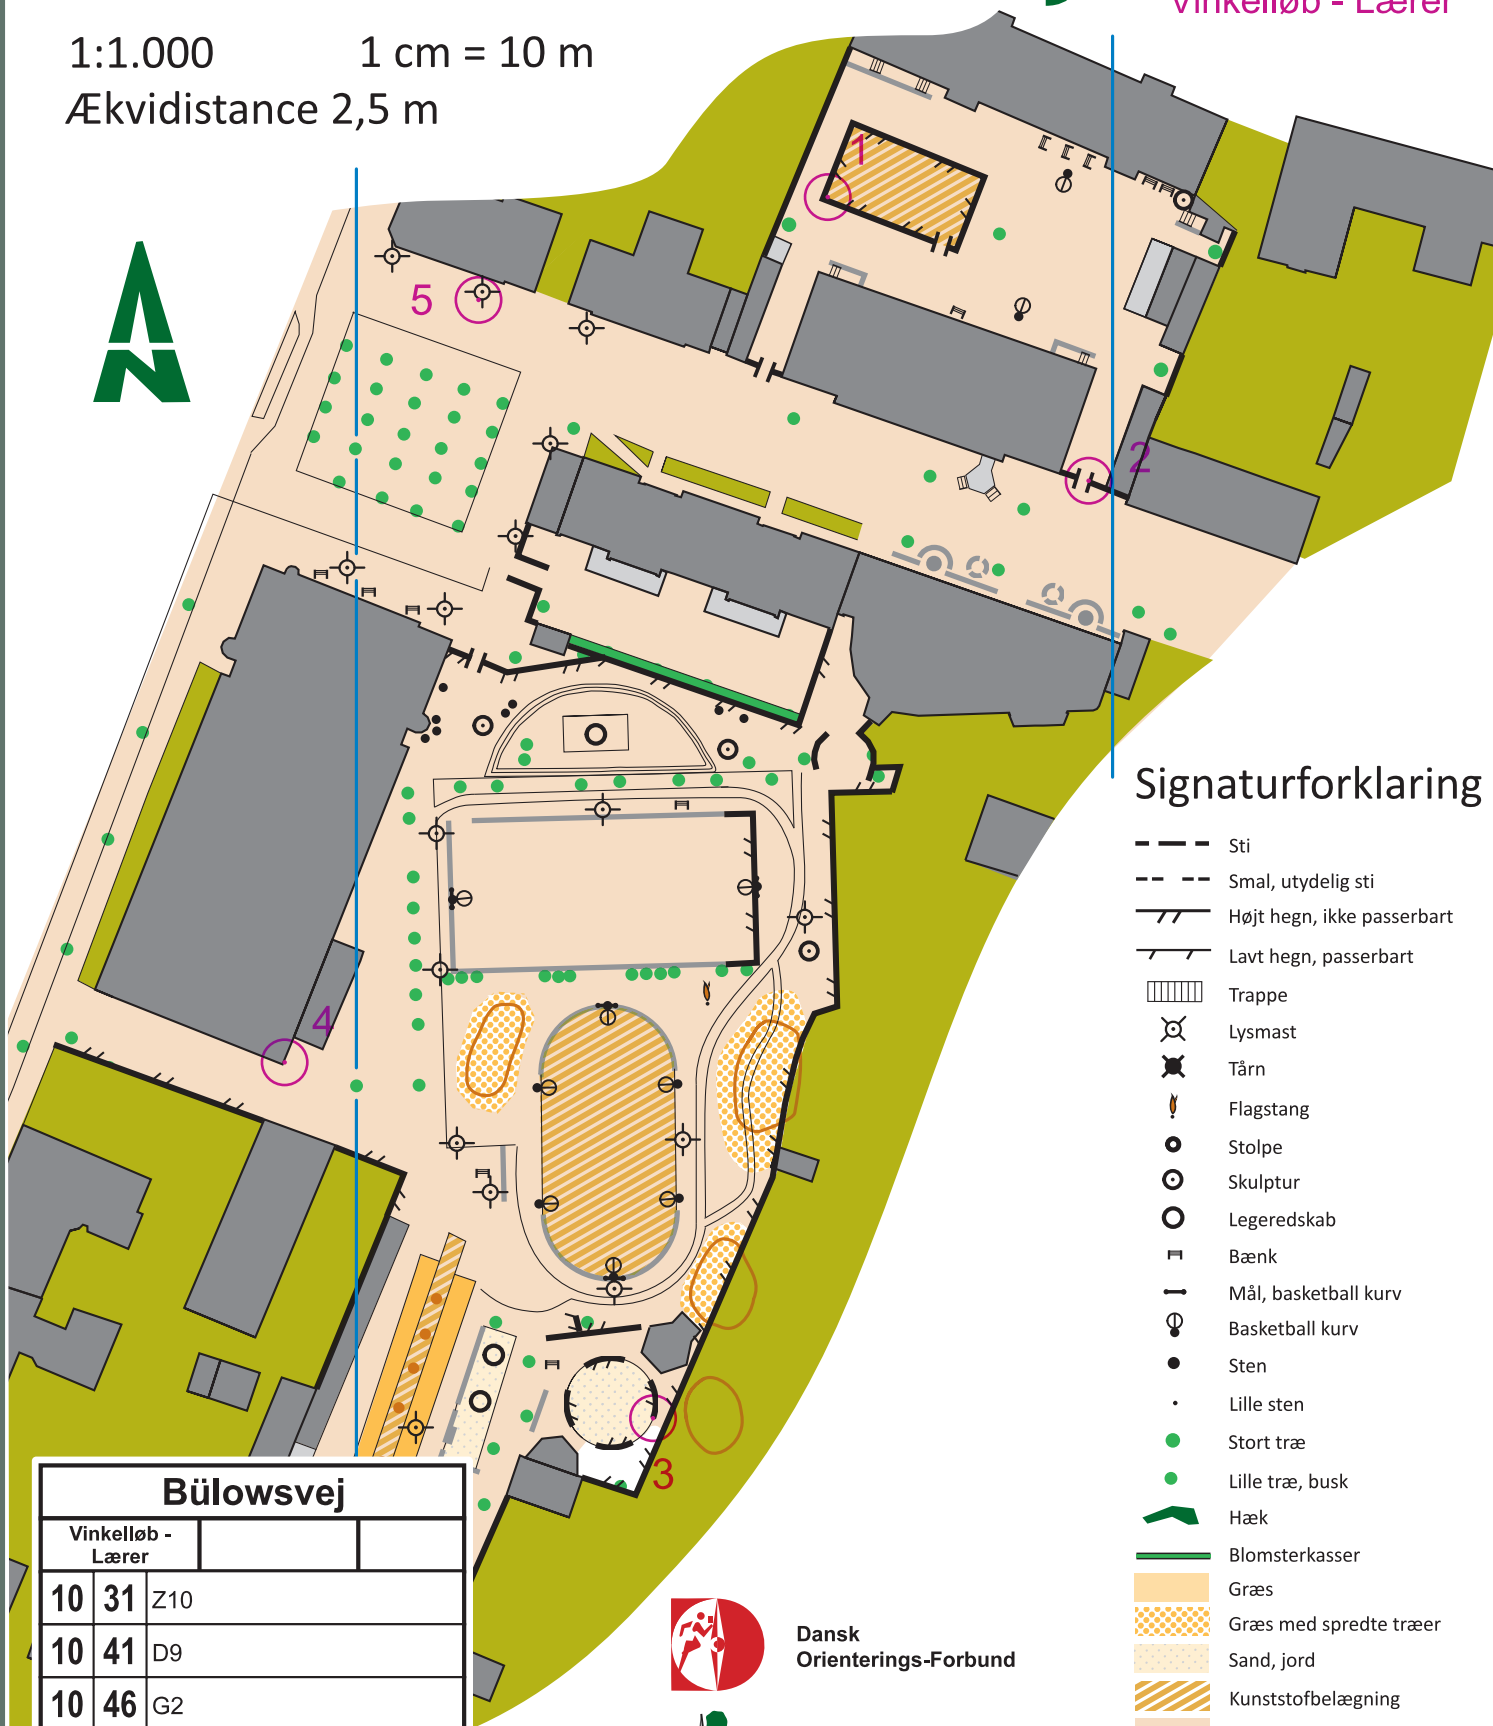 Vinkelløb - Lærer
1:1.000 1 cm = 10 m
Ækvidistance 2,5 m
1
5
2
4
3
Signaturforklaring
Sti
Smal, utydelig sti
Højt hegn, ikke passerbart
Lavt hegn, passerbart
Trappe
Lysmast
Tårn
Flagstang
Stolpe
Skulptur
Legeredskab
Bænk
Mål, basketball kurv
Basketball kurv
Sten
Lille sten
Stort træ
Lille træ, busk
Hæk
Blomsterkasser
Græs
Græs med spredte træer
Sand, jord
Kunststofbelægning
Bülowsvej
Vinkelløb -
Lærer
10 31 Z10
10 41 D9
10 46 G2
Dansk
Orienterings-Forbund